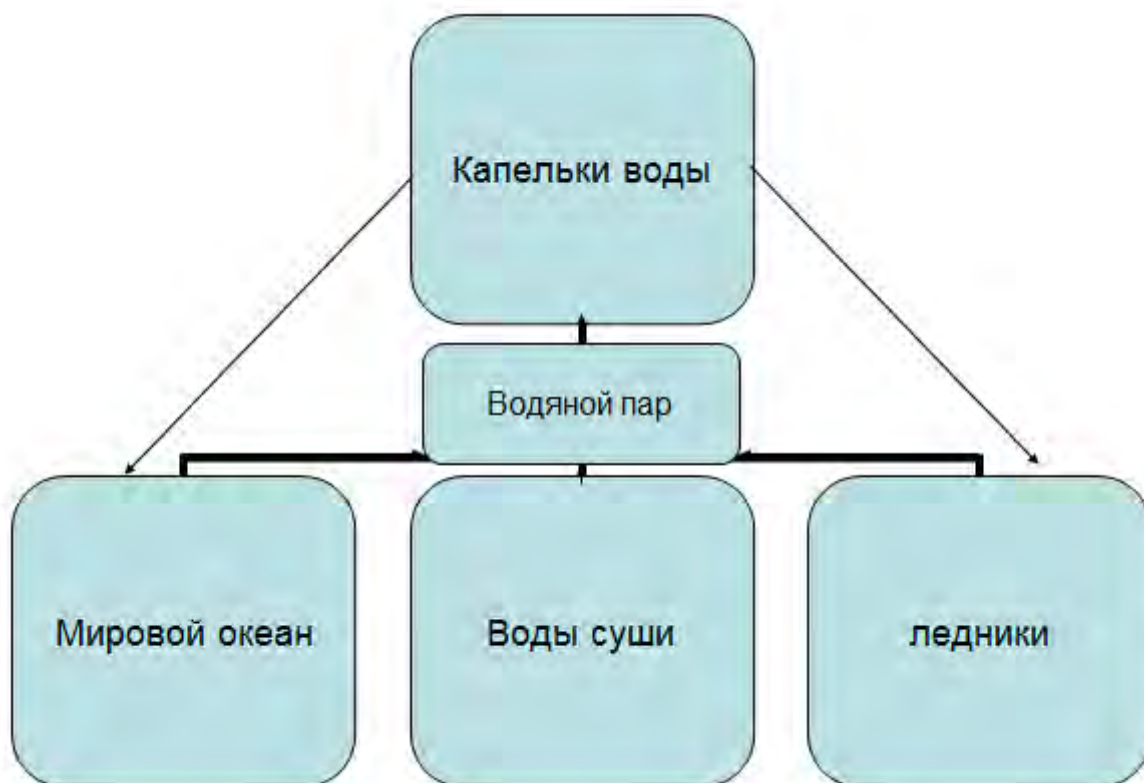 Капельки воды
Водяной пар
Мировой океан
Воды суши
ледники